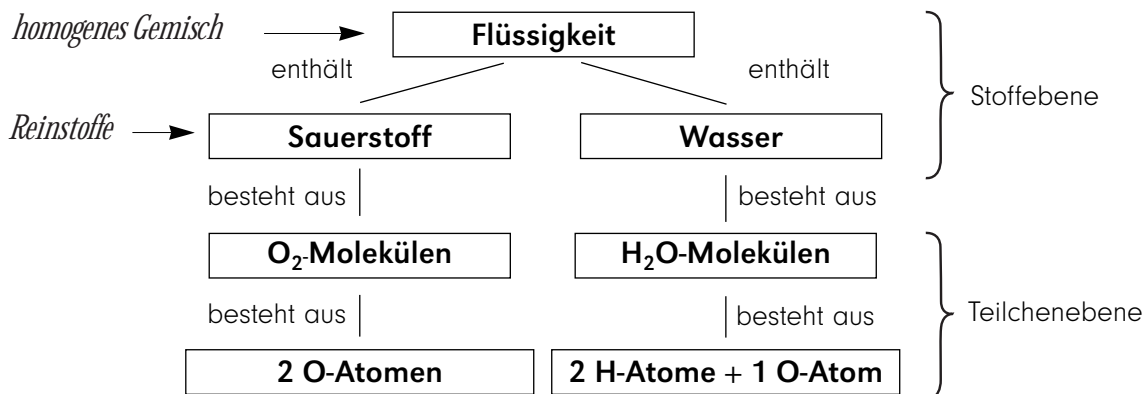 homogenes Gemisch Flüssigkeit
enthält enthält
Stoffebene
Reinstoffe Sauerstoff Wasser
besteht aus besteht aus
O₂-Molekülen H₂O-Molekülen
besteht aus besteht aus
Teilchenebene
2 O-Atomen 2 H-Atome + 1 O-Atom